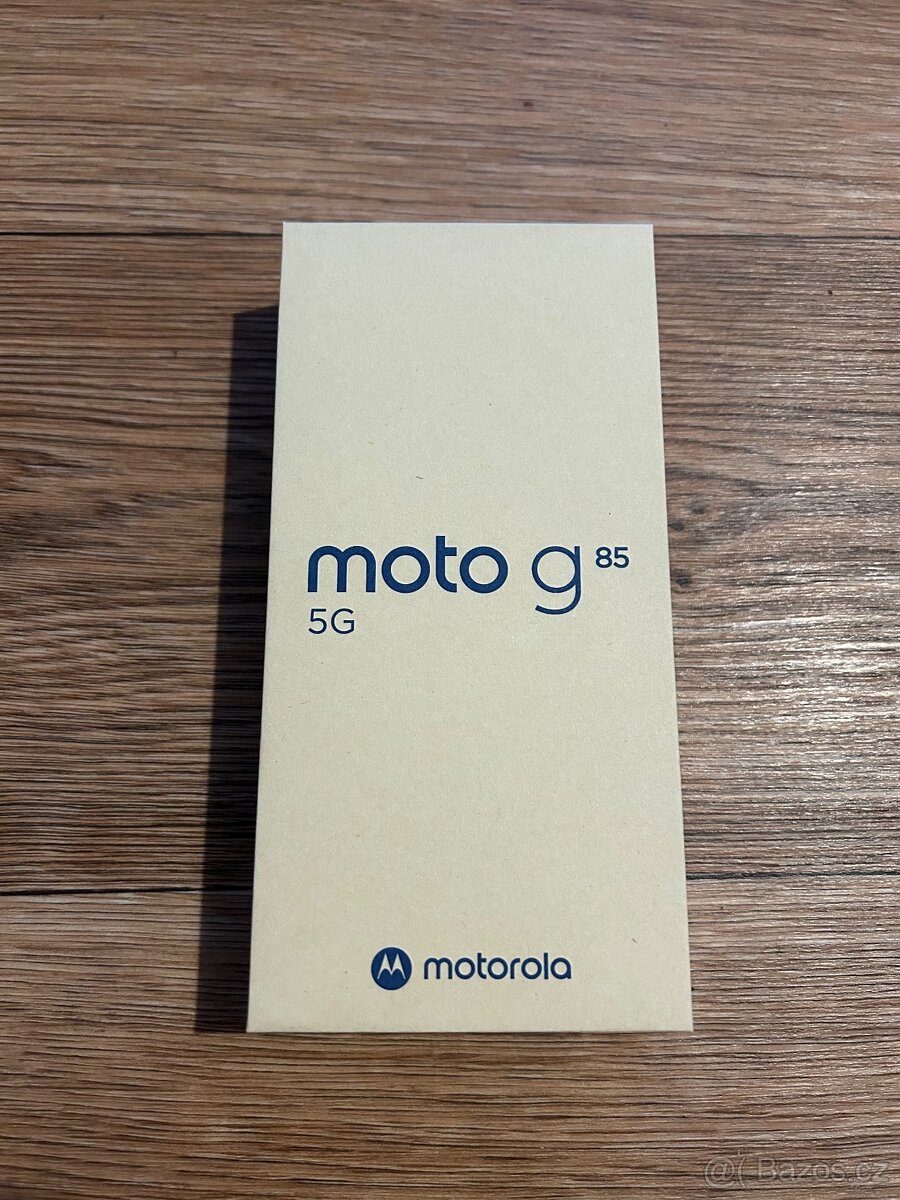 moto g 85
5G
motorola
@( Bazos.cz